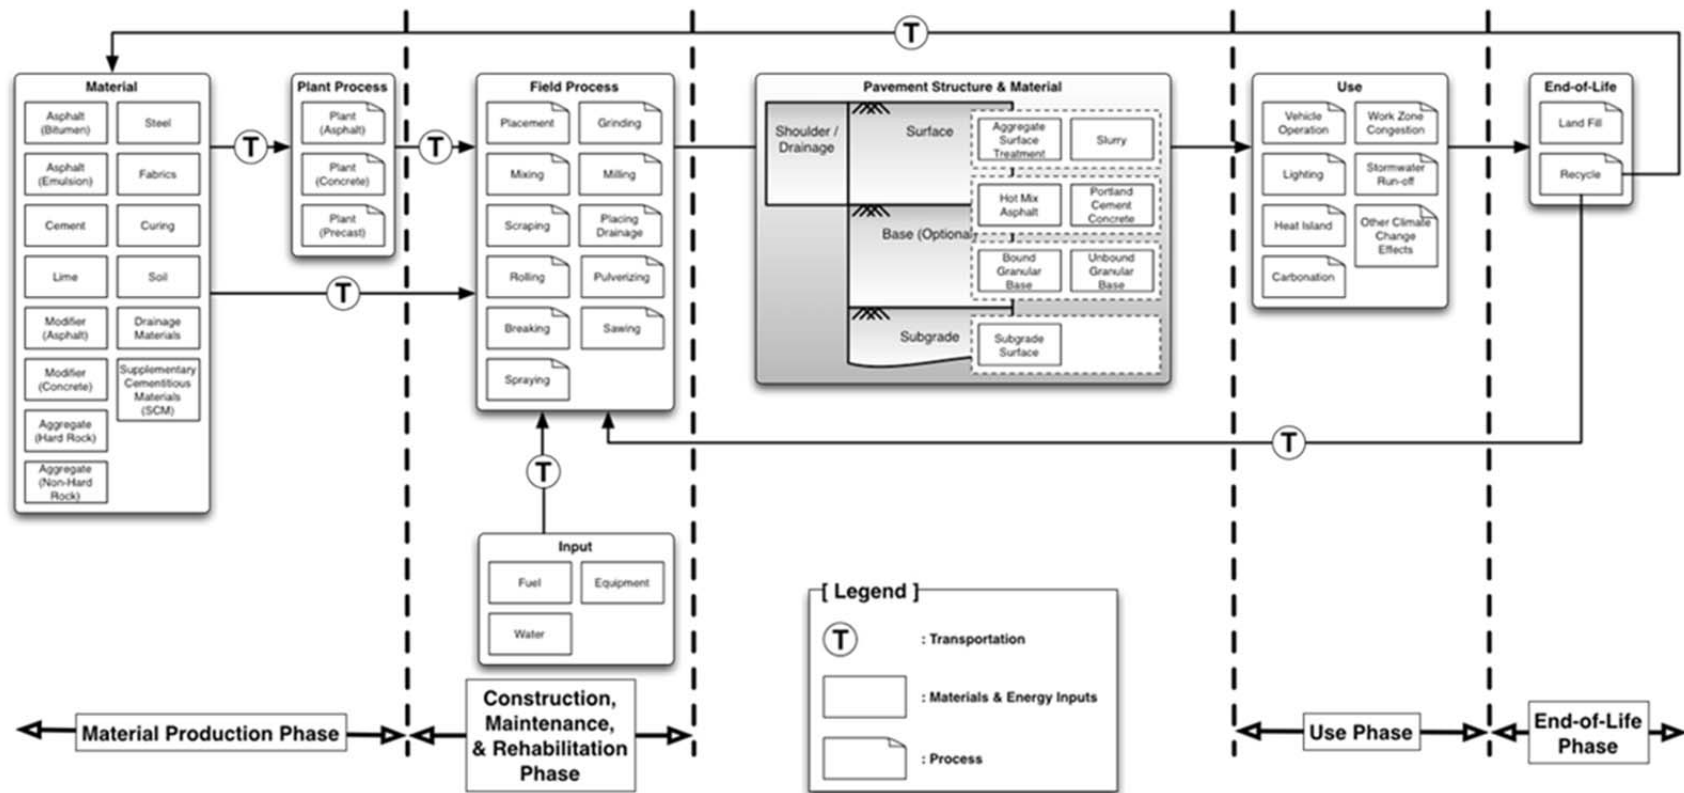 T
Material
Asphalt
(Bitumen)
Steel
Asphalt
(Emulsion)
Fabrics
Cement
Curing
Lime
Soil
Modifier
(Asphalt)
Drainage
Materials
Modifier
(Concrete)
Supplementary
Cementitious
Materials
(SCM)
Aggregate
(Hard Rock)
Aggregate
(Non-Hard
Rock)
T
T
Plant Process
Plant
(Asphalt)
Plant
(Concrete)
Plant
(Precast)
T
Field Process
Placement
Grinding
Mixing
Milling
Scraping
Placing
Drainage
Rolling
Pulverizing
Breaking
Sawing
Spraying
T
Input
Fuel
Equipment
Water
Pavement Structure & Material
Shoulder /
Drainage
Surface
Aggregate
Surface
Treatment
Slurry
Hot Mix
Asphalt
Portland
Cement
Concrete
Base (Optional
Bound
Granular
Base
Unbound
Granular
Base
Subgrade
Subgrade
Surface
Use
Vehicle
Operation
Work Zone
Congestion
Lighting
Stormwater
Run-off
Heat Island
Other Climate
Change
Effects
Carbonation
End-of-Life
Land Fill
Recycle
T
[ Legend ]
T : Transportation
: Materials & Energy Inputs
: Process
Material Production Phase
Construction,
Maintenance,
& Rehabilitation
Phase
Use Phase
End-of-Life
Phase